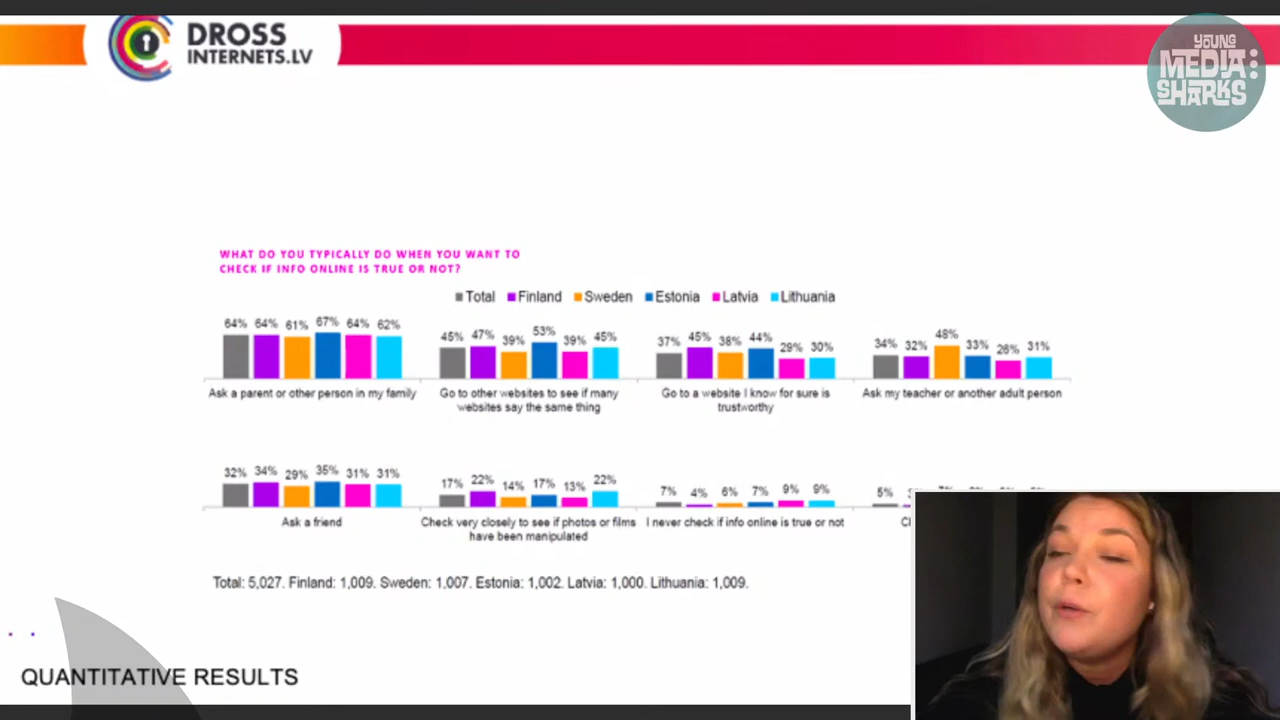 DROSS
INTERNETS.LV
YOUNG
MEDIA:
SHARKS
WHAT DO YOU TYPICALLY DO WHEN YOU WANT TO
CHECK IF INFO ONLINE IS TRUE OR NOT?
Total Finland Sweden Estonia Latvia Lithuania
64% 64% 61% 67% 64% 62%
45% 47% 39% 53% 39% 45%
37% 45% 38% 44% 29% 30%
34% 32% 48% 33% 26% 31%
Ask a parent or other person in my family
Go to other websites to see if many
websites say the same thing
Go to a website I know for sure is
trustworthy
Ask my teacher or another adult person
32% 34% 29% 35% 31% 31%
17% 22% 14% 17% 13% 22%
7% 4% 6% 7% 9% 9%
5%
Ask a friend
Check very closely to see if photos or films
have been manipulated
I never check if info online is true or not
Total: 5,027. Finland: 1,009. Sweden: 1,007. Estonia: 1,002. Latvia: 1,000. Lithuania: 1,009.
QUANTITATIVE RESULTS